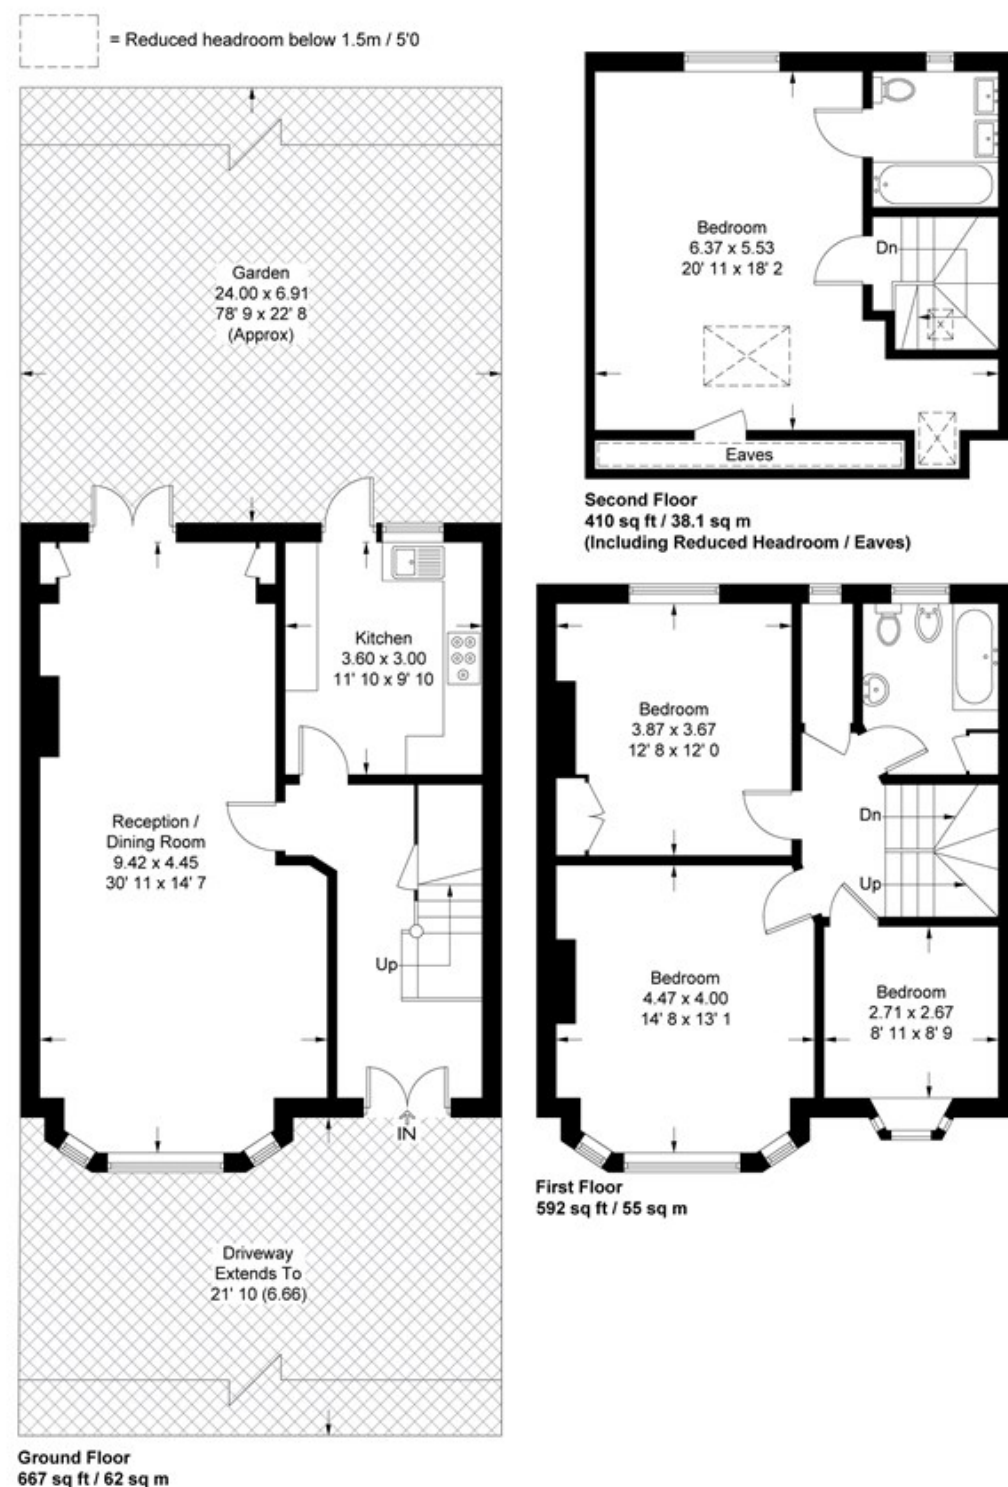 = Reduced headroom below 1.5m / 5'0
Garden
24.00 x 6.91
78' 9 x 22' 8
(Approx)
Kitchen
3.60 x 3.00
11' 10 x 9' 10
Reception /
Dining Room
9.42 x 4.45
30' 11 x 14' 7
Up
IN
Driveway
Extends To
21' 10 (6.66)
Ground Floor
667 sq ft / 62 sq m
Bedroom
6.37 x 5.53
20' 11 x 18' 2
Dn
x
x
Eaves
Second Floor
410 sq ft / 38.1 sq m
(Including Reduced Headroom / Eaves)
Bedroom
3.87 x 3.67
12' 8 x 12' 0
Dn
Up
Bedroom
4.47 x 4.00
14' 8 x 13' 1
Bedroom
2.71 x 2.67
8' 11 x 8' 9
First Floor
592 sq ft / 55 sq m